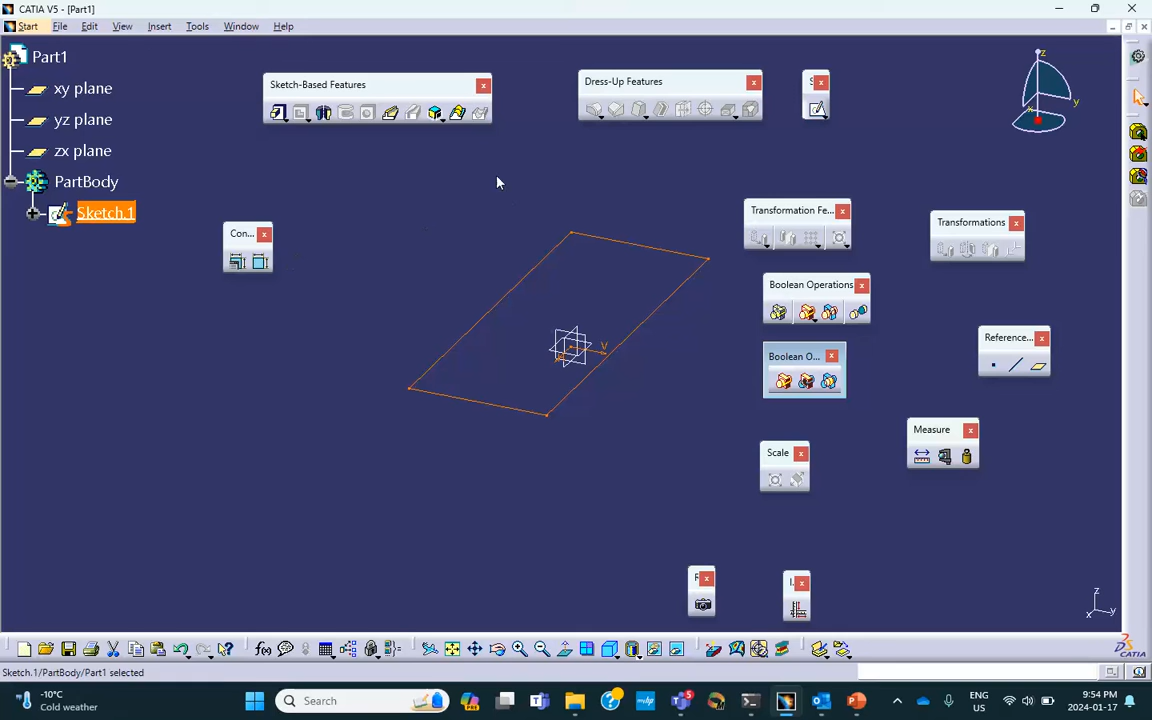 CATIA V5 - [Part1]
Start File Edit View Insert Tools Window Help
Part1
xy plane
yz plane
zx plane
PartBody
Sketch.1
Sketch-Based Features
Dress-Up Features
Con...
Transformation Fe...
Transformations
Boolean Operations
Boolean O...
Reference...
Measure
Scale
I.
V
z
y
x
z
x y
CATIA
Sketch.1/PartBody/Part1 selected
-10°C
Cold weather
Search
5
ENG
US
9:54 PM
2024-01-17